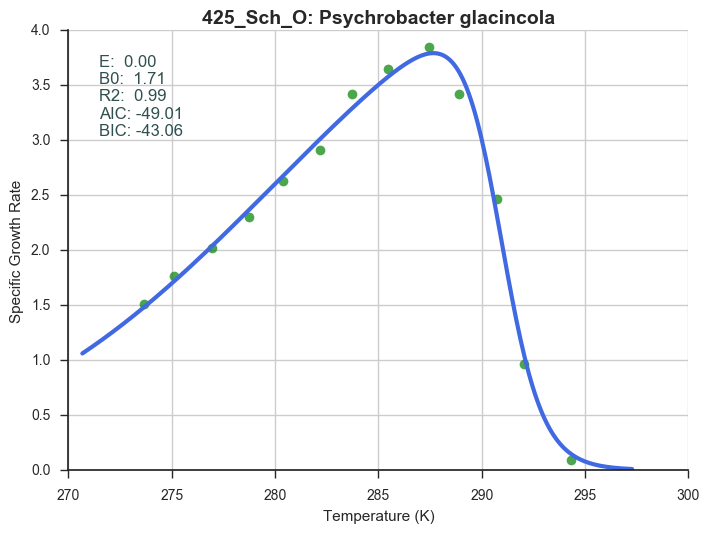 425_Sch_O: Psychrobacter glacincola
4.0
3.5
3.0
2.5
2.0
1.5
1.0
0.5
0.0
E:  0.00
B0:  1.71
R2:  0.99
AIC: -49.01
BIC: -43.06
Specific Growth Rate
270
275
280
285
290
295
300
Temperature (K)